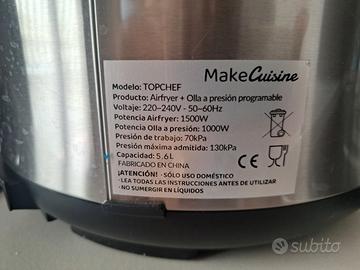 MakeCuisine
Modelo: TOPCHEF
Producto: Airfryer + Olla a presión programable
Voltaje: 220~240V - 50~60Hz
Potencia Airfryer: 1500W
Potencia Olla a presión: 1000W
Presión de trabajo: 70kPa
Presión máxima admitida: 130kPa
Capacidad: 5.6L
FABRICADO EN CHINA
¡ATENCIÓN! - SÓLO USO DOMÉSTICO
- LEA TODAS LAS INSTRUCCIONES ANTES DE UTILIZAR
- NO SUMERGIR EN LÍQUIDOS
CE
subito